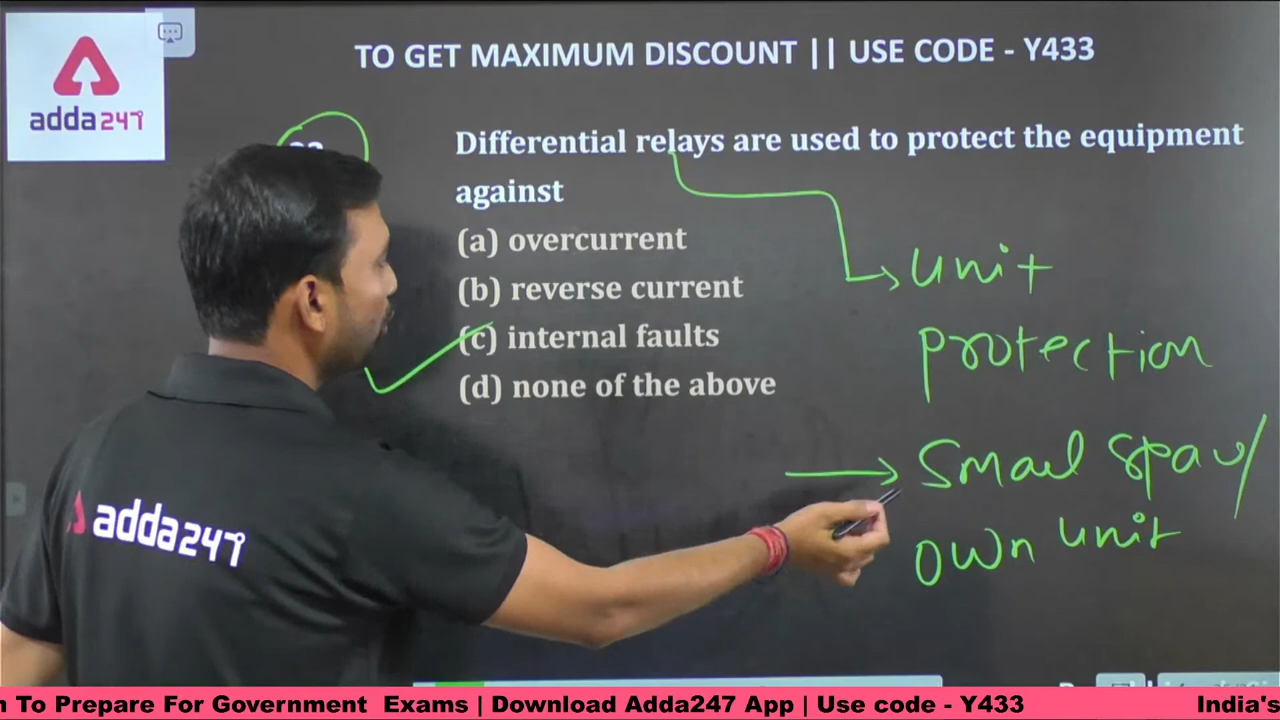 TO GET MAXIMUM DISCOUNT || USE CODE - Y433
adda247
Differential relays are used to protect the equipment
against
(a) overcurrent
(b) reverse current
(c) internal faults
(d) none of the above
unit
protection
Small span/
own unit
adda247
To Prepare For Government Exams | Download Adda247 App | Use code - Y433
India's